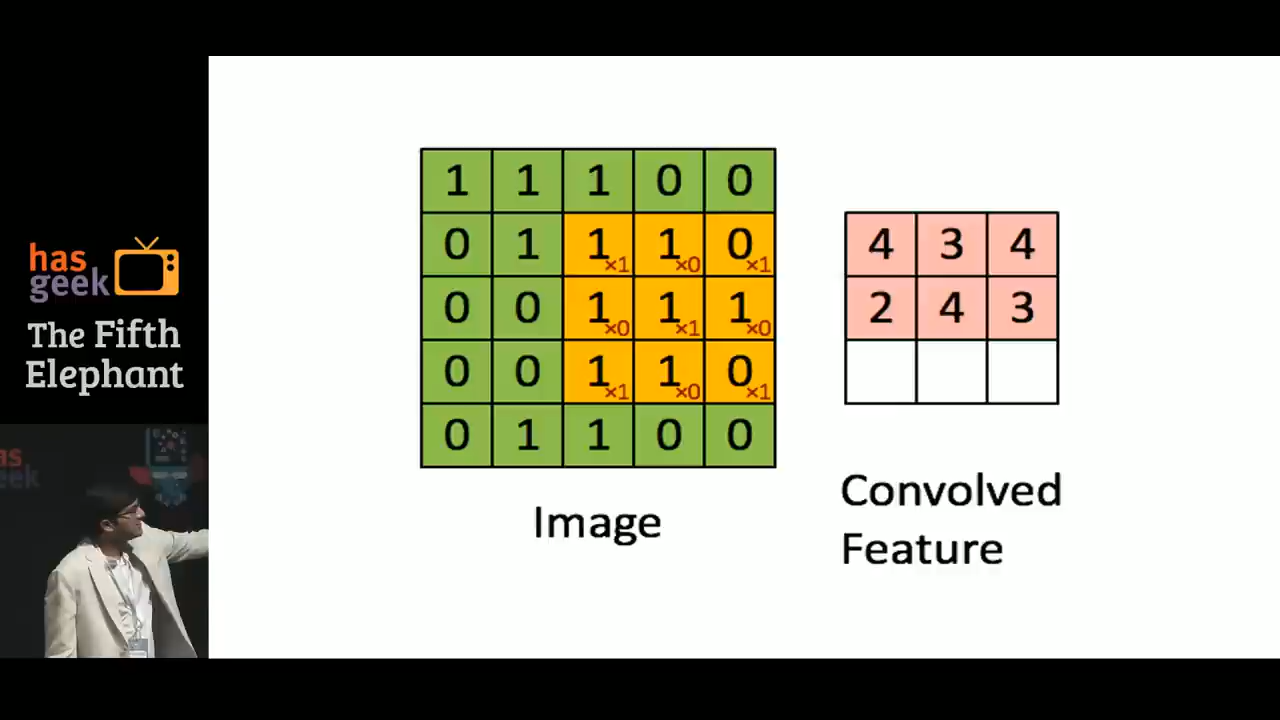 has
geek
The Fifth
Elephant
as
eek
1 1 1 0 0
0 1 1×1 1×0 0×1
0 0 1×0 1×1 1×0
0 0 1×1 1×0 0×1
0 1 1 0 0
Image
4 3 4
2 4 3
Convolved
Feature